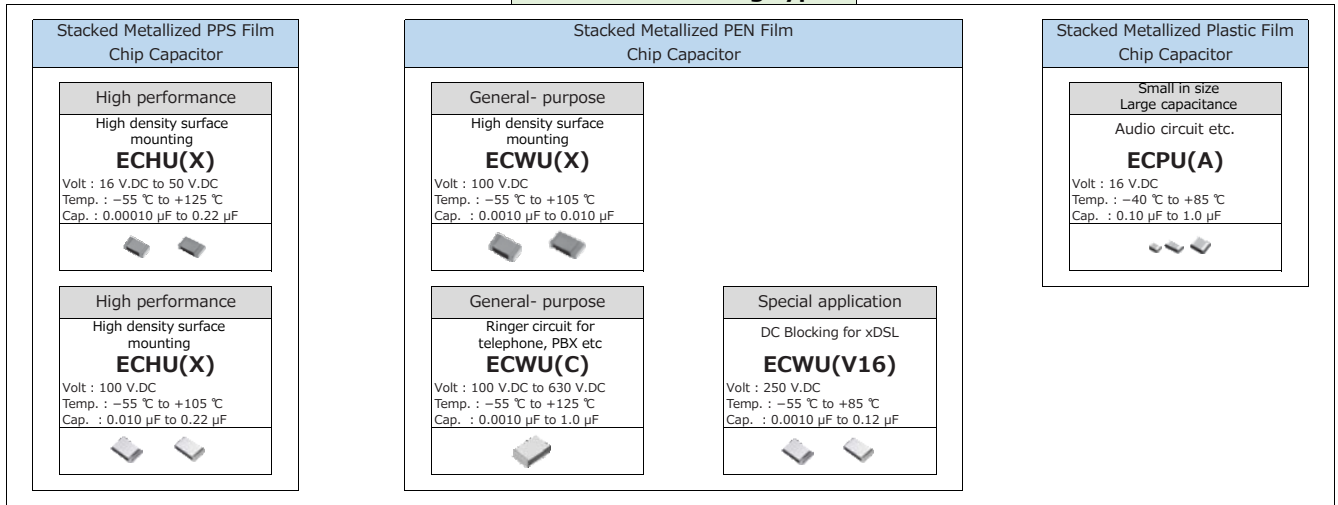 Stacked Metallized PPS Film
Chip Capacitor
High performance
High density surface
mounting
ECHU(X)
Volt : 16 V.DC to 50 V.DC
Temp. : −55 ℃ to +125 ℃
Cap. : 0.00010 μF to 0.22 μF
High performance
High density surface
mounting
ECHU(X)
Volt : 100 V.DC
Temp. : −55 ℃ to +105 ℃
Cap. : 0.010 μF to 0.22 μF
Stacked Metallized PEN Film
Chip Capacitor
General- purpose
High density surface
mounting
ECWU(X)
Volt : 100 V.DC
Temp. : −55 ℃ to +105 ℃
Cap. : 0.0010 μF to 0.010 μF
General- purpose
Ringer circuit for
telephone, PBX etc
ECWU(C)
Volt : 100 V.DC to 630 V.DC
Temp. : −55 ℃ to +125 ℃
Cap. : 0.0010 μF to 1.0 μF
Special application
DC Blocking for xDSL
ECWU(V16)
Volt : 250 V.DC
Temp. : −55 ℃ to +85 ℃
Cap. : 0.0010 μF to 0.12 μF
Stacked Metallized Plastic Film
Chip Capacitor
Small in size
Large capacitance
Audio circuit etc.
ECPU(A)
Volt : 16 V.DC
Temp. : −40 ℃ to +85 ℃
Cap. : 0.10 μF to 1.0 μF